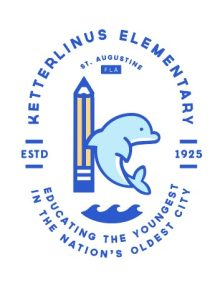 KETTERLINUS ELEMENTARY
ST. AUGUSTINE
FLA
ESTD
1925
EDUCATING THE YOUNGEST
IN THE NATION'S OLDEST CITY